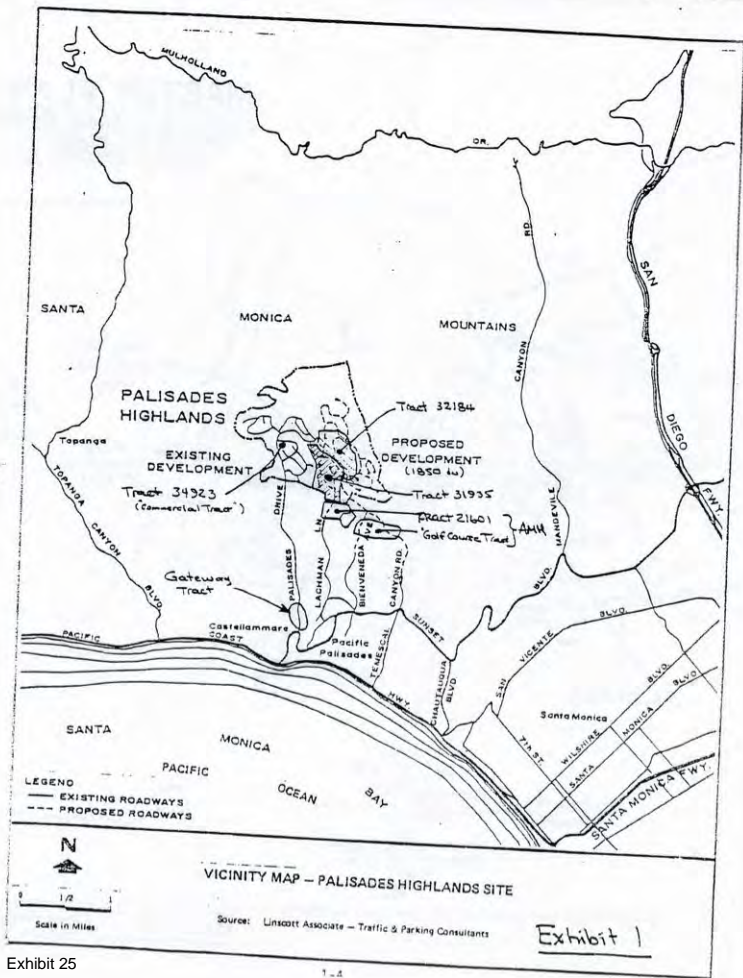 MULHOLLAND
DR.
SAN
DIEGO
FWY.
SANTA
MONICA
MOUNTAINS
CANYON
RD.
MANDEVILE
PALISADES
HIGHLANDS
Tract 32184
Topanga
EXISTING
DEVELOPMENT
PROPOSED
DEVELOPMENT
(1850 du)
Tract 34923
(Commercial Tract")
Tract 31935
Tract 21601
"Golf Course Tract
AMH
TOPANGA
CANYON
BLVD.
PALISADES
DRIVE
LACHMAN
LN.
BIENVENEDA
AVE
CANYON RD.
TEMESCAL
Gateway
Tract
Castellammare
PACIFIC
COAST
HWY.
Pacific
Palisades
SUNSET
BLVD.
CHAUTAUQUA
BLVD
SAN
VICENTE
BLVD.
7TH ST.
WILSHIRE
BLVD.
Santa Monica
SANTA
MONICA
BLVD.
SANTA MONICA FWY.
SANTA
MONICA
BAY
PACIFIC
OCEAN
LEGEND
EXISTING ROADWAYS
PROPOSED ROADWAYS
N
0 1/2 1
Scale in Miles
VICINITY MAP – PALISADES HIGHLANDS SITE
Source: Linscott Associate – Traffic & Parking Consultants
Exhibit 1
Exhibit 25
1-4